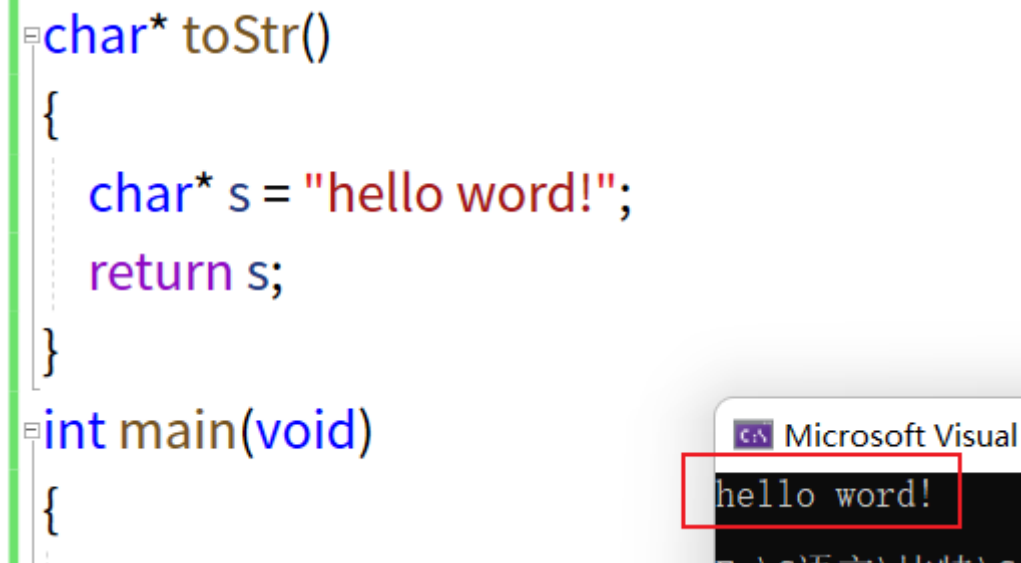 char* toStr()
{
char* s = "hello word!";
return s;
}
int main(void)
{
Microsoft Visual
hello word!